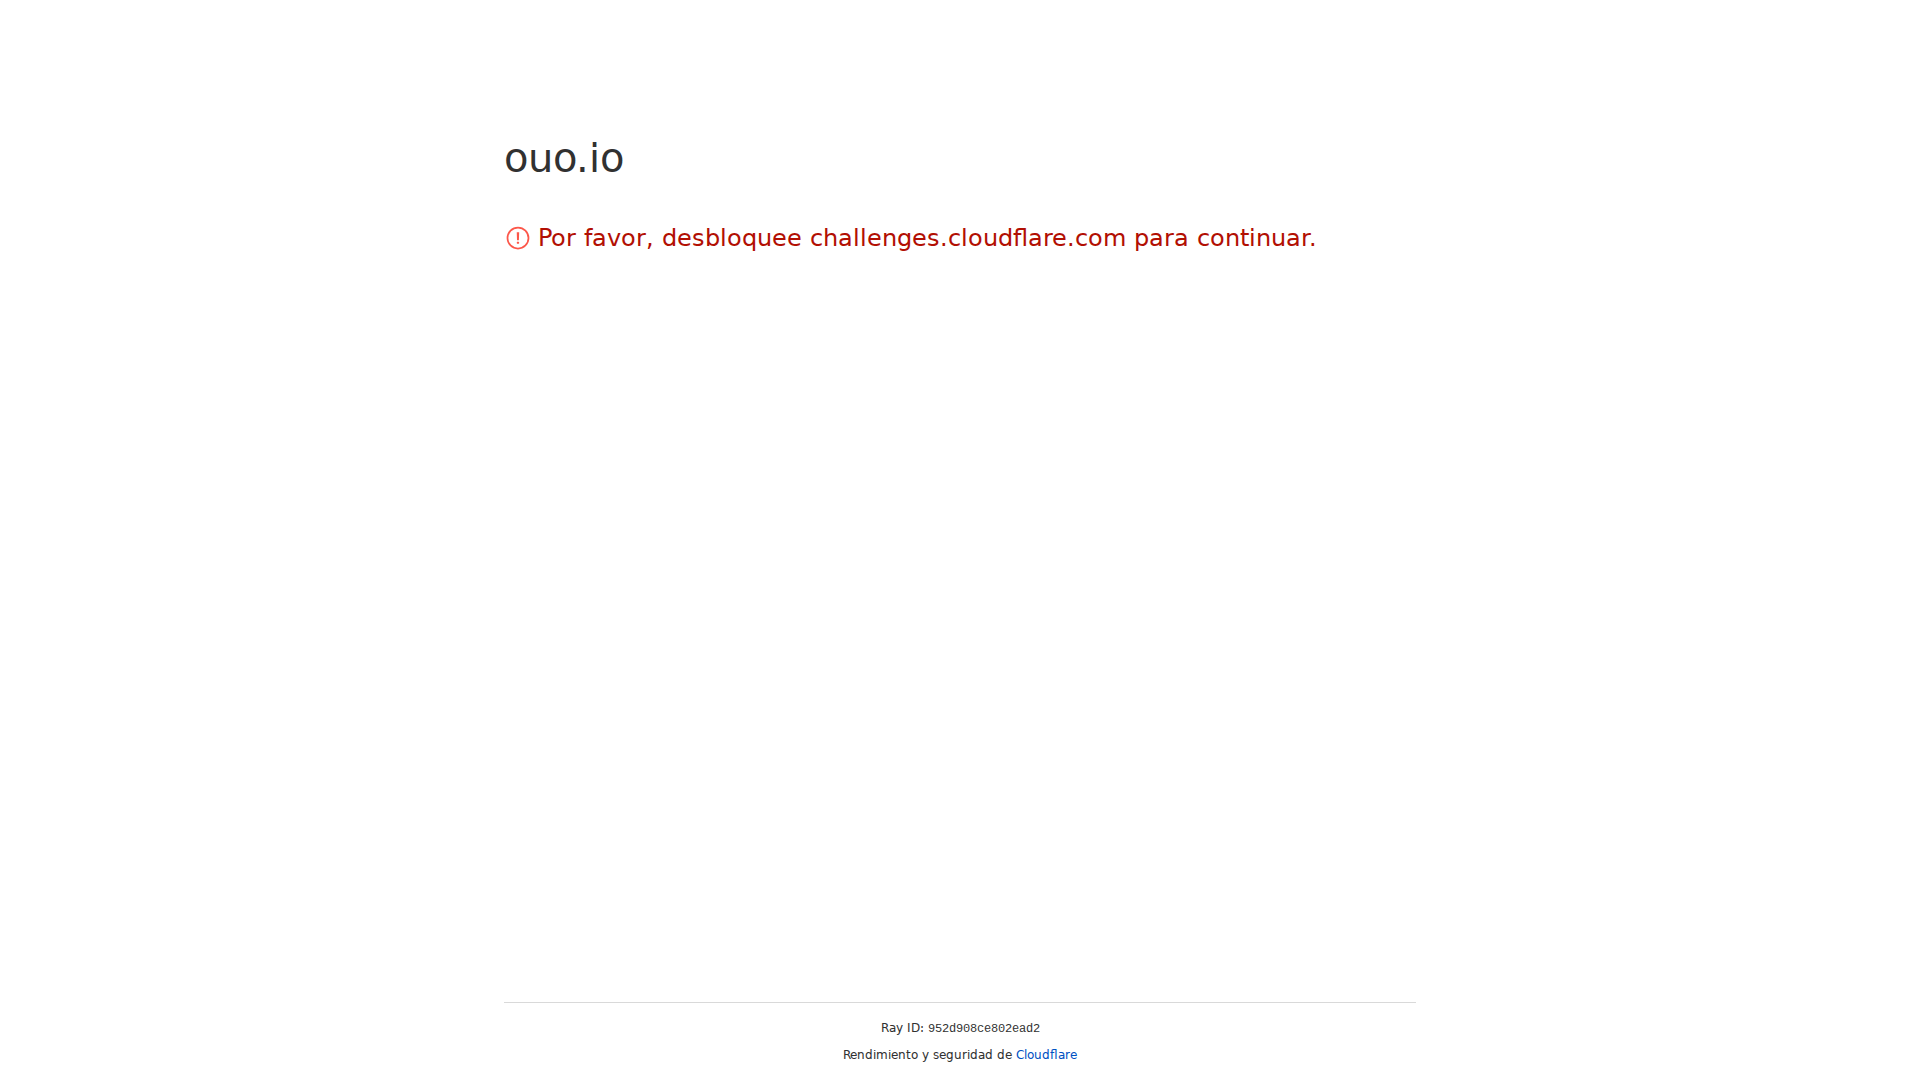 ouo.io
Por favor, desbloquee challenges.cloudflare.com para continuar.
Ray ID: 952d908ce802ead2
Rendimiento y seguridad de Cloudflare